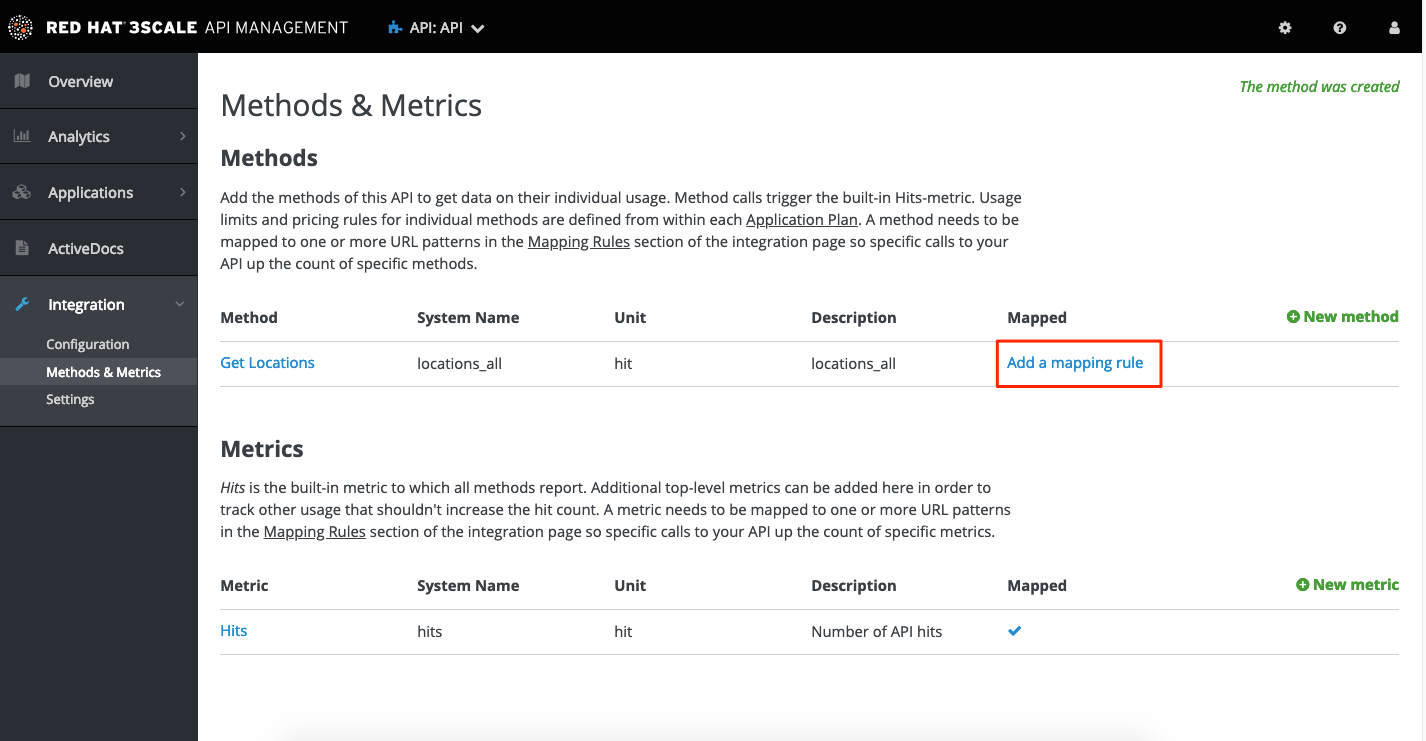 RED HAT 3SCALE API MANAGEMENT
API: API
Overview
Analytics
Applications
ActiveDocs
Integration
Configuration
Methods & Metrics
Settings
The method was created
Methods & Metrics
Methods
Add the methods of this API to get data on their individual usage. Method calls trigger the built-in Hits-metric. Usage
limits and pricing rules for individual methods are defined from within each Application Plan. A method needs to be
mapped to one or more URL patterns in the Mapping Rules section of the integration page so specific calls to your
API up the count of specific methods.
Method System Name Unit Description Mapped New method
Get Locations locations_all hit locations_all Add a mapping rule
Metrics
Hits is the built-in metric to which all methods report. Additional top-level metrics can be added here in order to
track other usage that shouldn't increase the hit count. A metric needs to be mapped to one or more URL patterns
in the Mapping Rules section of the integration page so specific calls to your API up the count of specific metrics.
Metric System Name Unit Description Mapped New metric
Hits hits hit Number of API hits